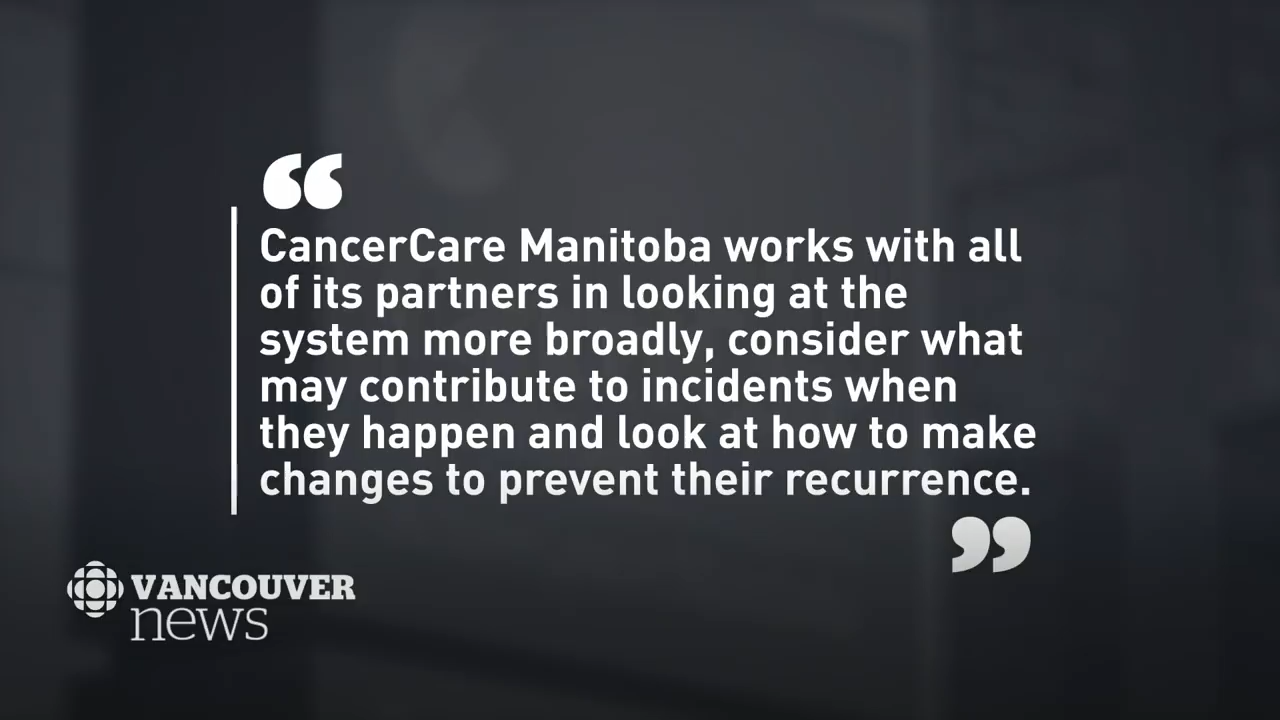 “
CancerCare Manitoba works with all
of its partners in looking at the
system more broadly, consider what
may contribute to incidents when
they happen and look at how to make
changes to prevent their recurrence.
”
VANCOUVER
news